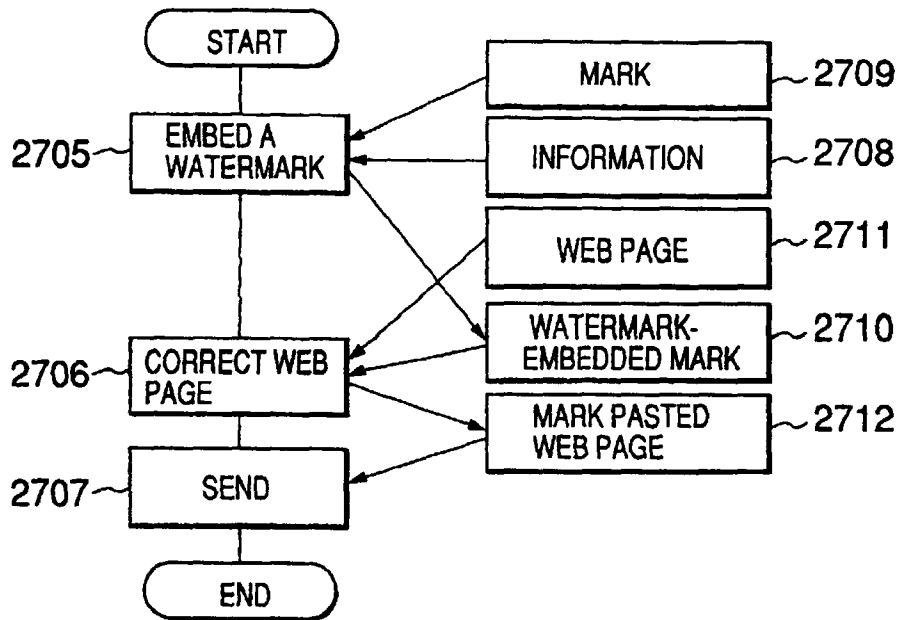 START
MARK
2709
2705
EMBED A
WATERMARK
INFORMATION
2708
WEB PAGE
2711
WATERMARK-
EMBEDDED MARK
2710
2706
CORRECT WEB
PAGE
MARK PASTED
WEB PAGE
2712
2707
SEND
END